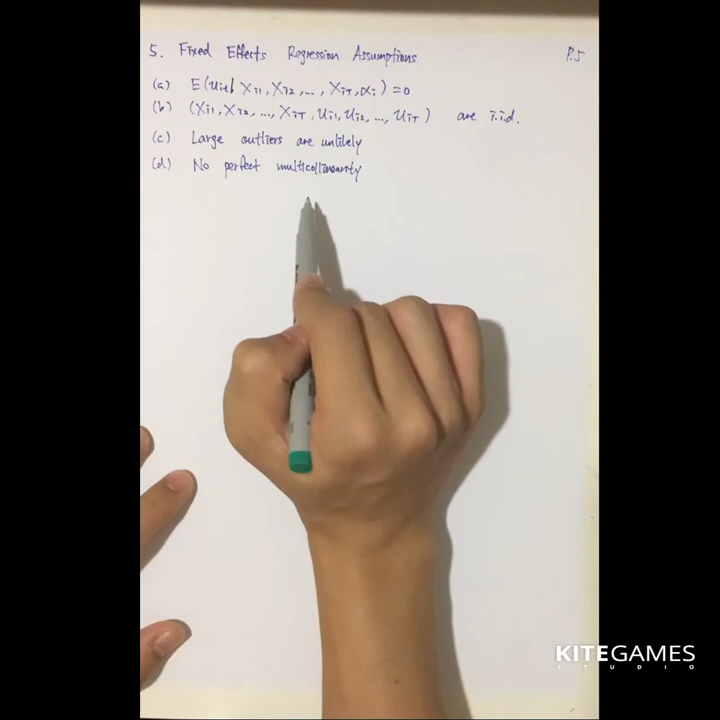 5. Fixed Effects Regression Assumptions P.5
(a) E(uit| Xi1, Xi2, ..., XiT, αi) = 0
(b) (Xi1, Xi2, ..., XiT, ui1, ui2, ..., uiT) are i.i.d.
(c) Large outliers are unlikely
(d) No perfect multicollinearity
KITEGAMES
STUDIO